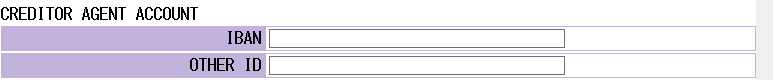 CREDITOR AGENT ACCOUNT
IBAN
OTHER ID